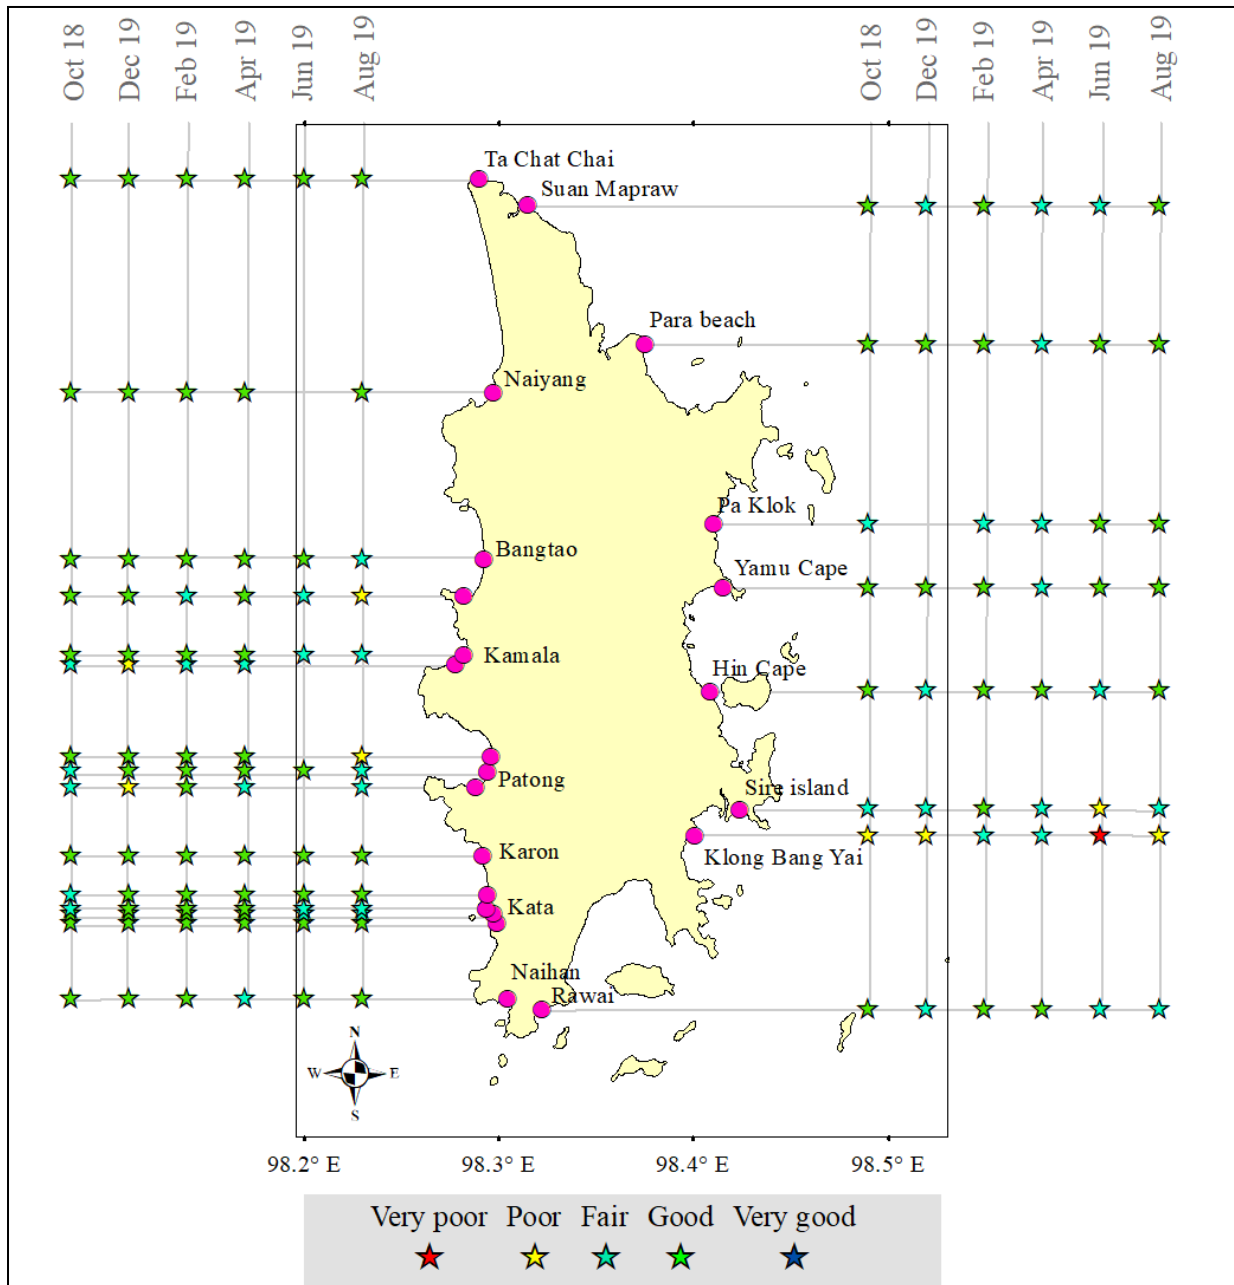 Oct 18 Dec 19 Feb 19 Apr 19 Jun 19 Aug 19
Oct 18 Dec 19 Feb 19 Apr 19 Jun 19 Aug 19
Ta Chat Chai
Suan Mapraw
Para beach
Naiyang
Pa Klok
Bangtao
Yamu Cape
Kamala
Hin Cape
Patong
Sire island
Karon
Klong Bang Yai
Kata
Naihan
Rawai
N
W E
S
98.2° E 98.3° E 98.4° E 98.5° E
Very poor Poor Fair Good Very good